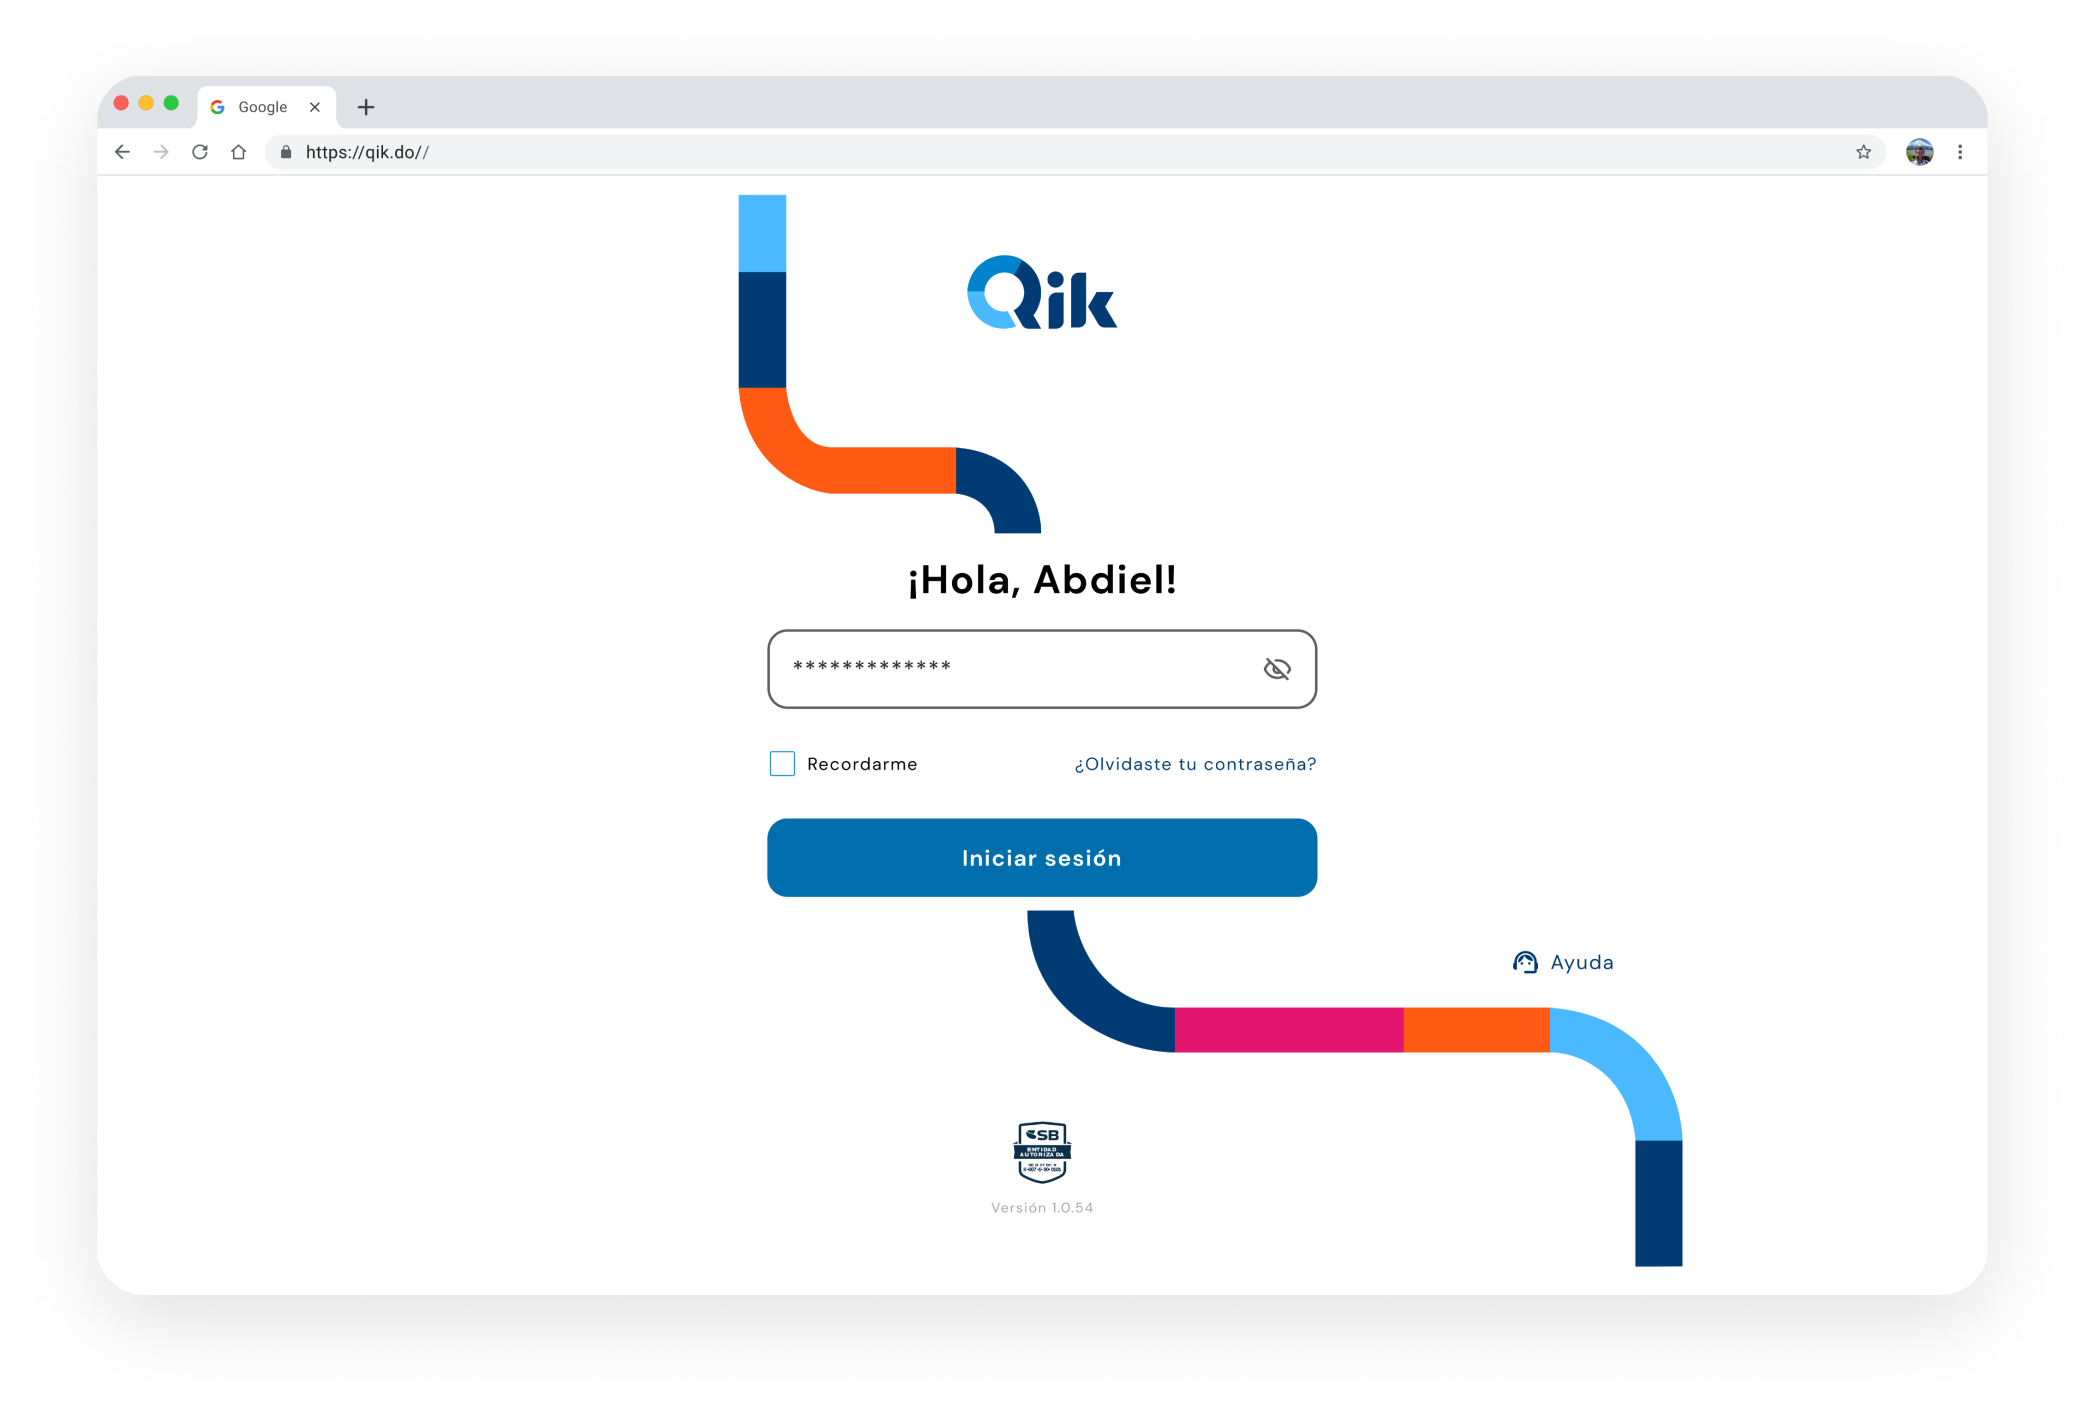 Google
https://qik.do//
Qik
¡Hola, Abdiel!
*************
Recordarme
¿Olvidaste tu contraseña?
Iniciar sesión
Ayuda
SB
ENTIDAD
AUTORIZADA
Versión 1.0.54